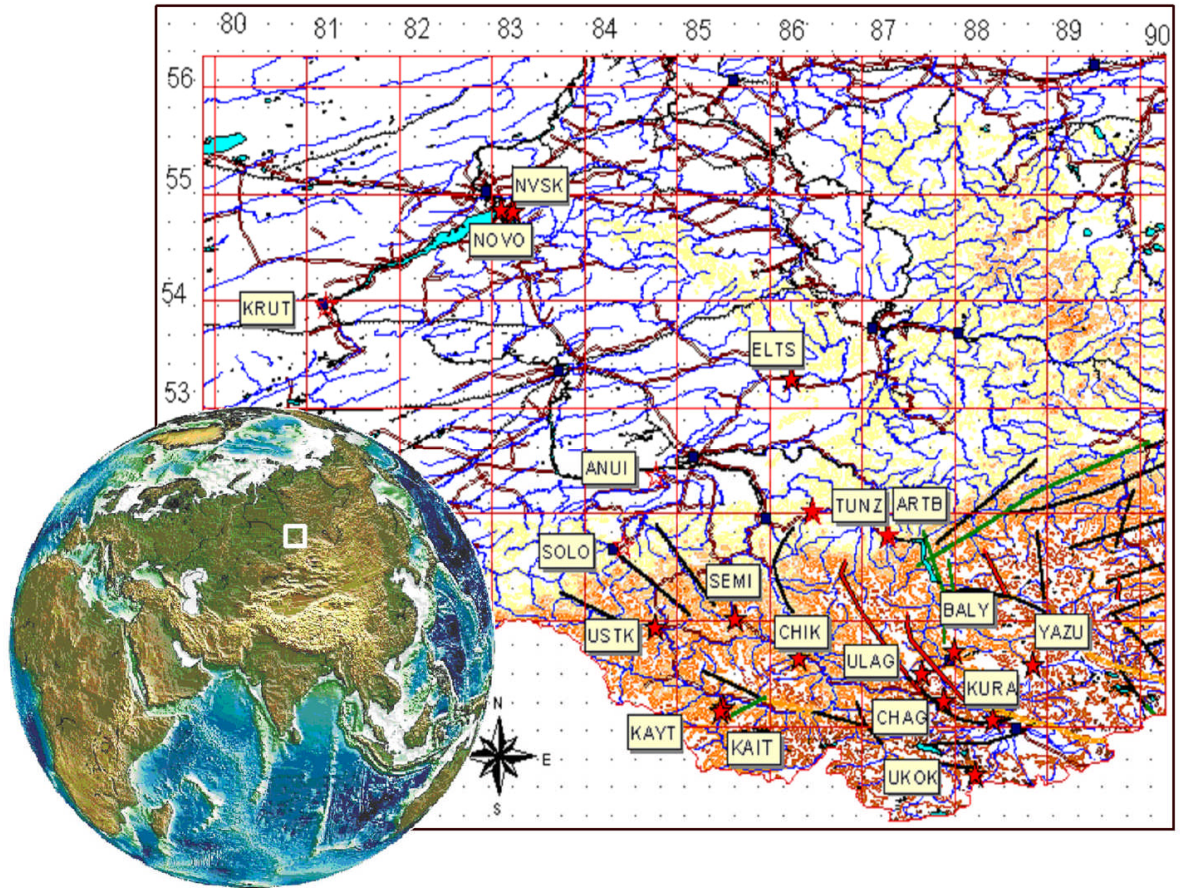 80 81 82 83 84 85 86 87 88 89 90
56
55
NVSK
NOVO
54
KRUT
ELTS
53
ANUI
TUNZ ARTB
SOLO
SEMI
BALY
USTK
CHIK
YAZU
ULAG
KURA
CHAG
KAYT
KAIT
UKOK
N
E
S